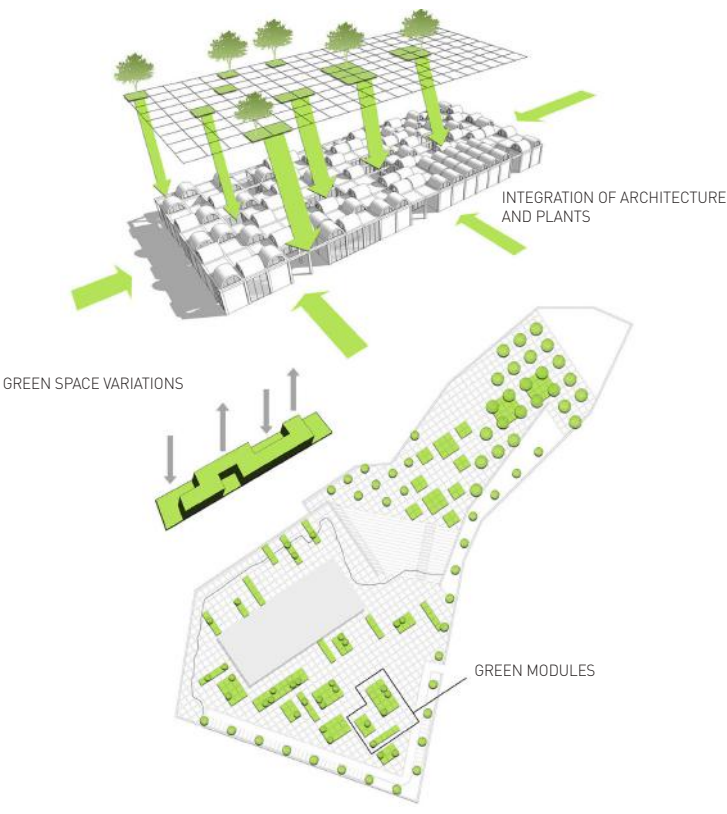 INTEGRATION OF ARCHITECTURE
AND PLANTS
GREEN SPACE VARIATIONS
GREEN MODULES